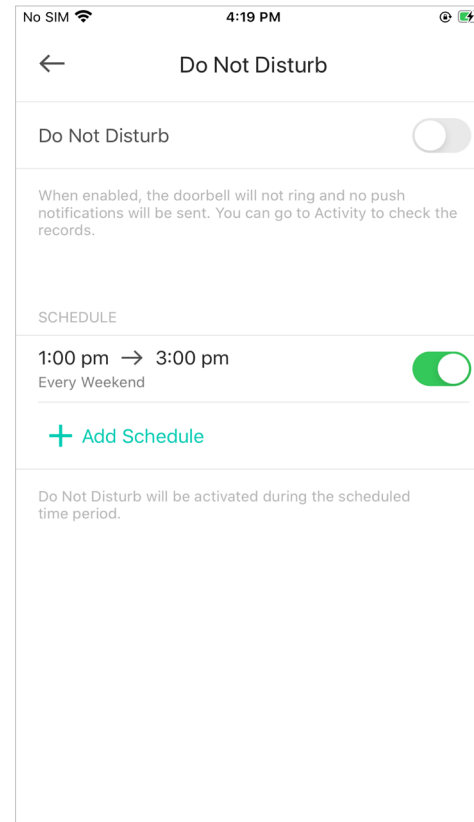 No SIM 4:19 PM
Do Not Disturb
Do Not Disturb
When enabled, the doorbell will not ring and no push
notifications will be sent. You can go to Activity to check the
records.
SCHEDULE
1:00 pm → 3:00 pm
Every Weekend
+ Add Schedule
Do Not Disturb will be activated during the scheduled
time period.